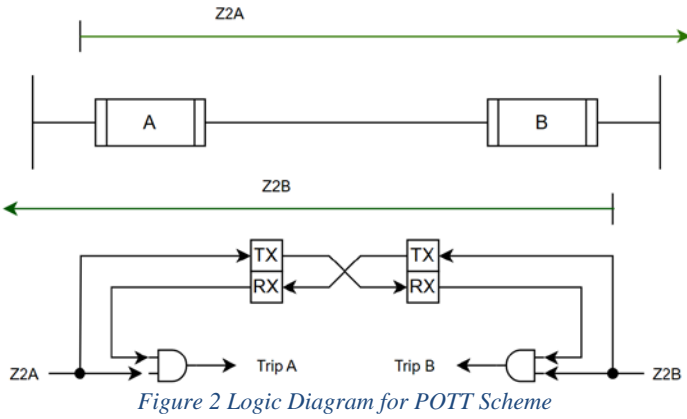 Z2A
A
B
Z2B
TX
TX
RX
RX
Z2A
Trip A
Trip B
Z2B
Figure 2 Logic Diagram for POTT Scheme